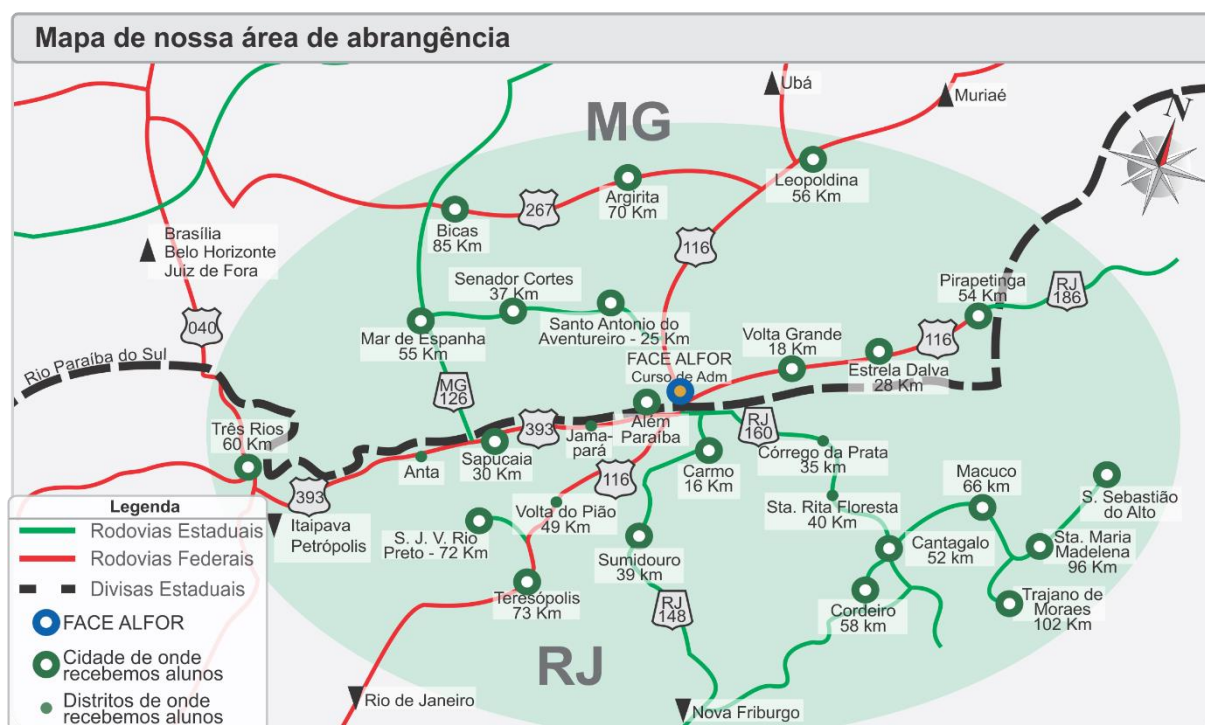 Mapa de nossa área de abrangência
MG
RJ
N
Ubá
Muriaé
Leopoldina
56 Km
Argirita
70 Km
267
Bicas
85 Km
116
Brasília
Belo Horizonte
Juiz de Fora
040
Rio Paraíba do Sul
Senador Cortes
37 Km
Santo Antonio do
Aventureiro - 25 Km
Mar de Espanha
55 Km
MG
126
Pirapetinga
54 Km
RJ
186
Volta Grande
18 Km
116
Estrela Dalva
28 Km
FACE ALFOR
Curso de Adm
Três Rios
60 Km
393
Anta
Sapucaia
30 Km
393
Jama-
pará
Além
Paraíba
RJ
160
Córrego da Prata
35 km
Carmo
16 Km
116
Volta do Pião
49 Km
S. J. V. Rio
Preto - 72 Km
Teresópolis
73 Km
Sumidouro
39 km
RJ
148
Sta. Rita Floresta
40 Km
Macuco
66 km
S. Sebastião
do Alto
Cantagalo
52 km
Sta. Maria
Madelena
96 Km
Cordeiro
58 km
Trajano de
Moraes
102 Km
Itaipava
Petrópolis
Rio de Janeiro
Nova Friburgo
Legenda
Rodovias Estaduais
Rodovias Federais
Divisas Estaduais
FACE ALFOR
Cidade de onde
recebemos alunos
Distritos de onde
recebemos alunos